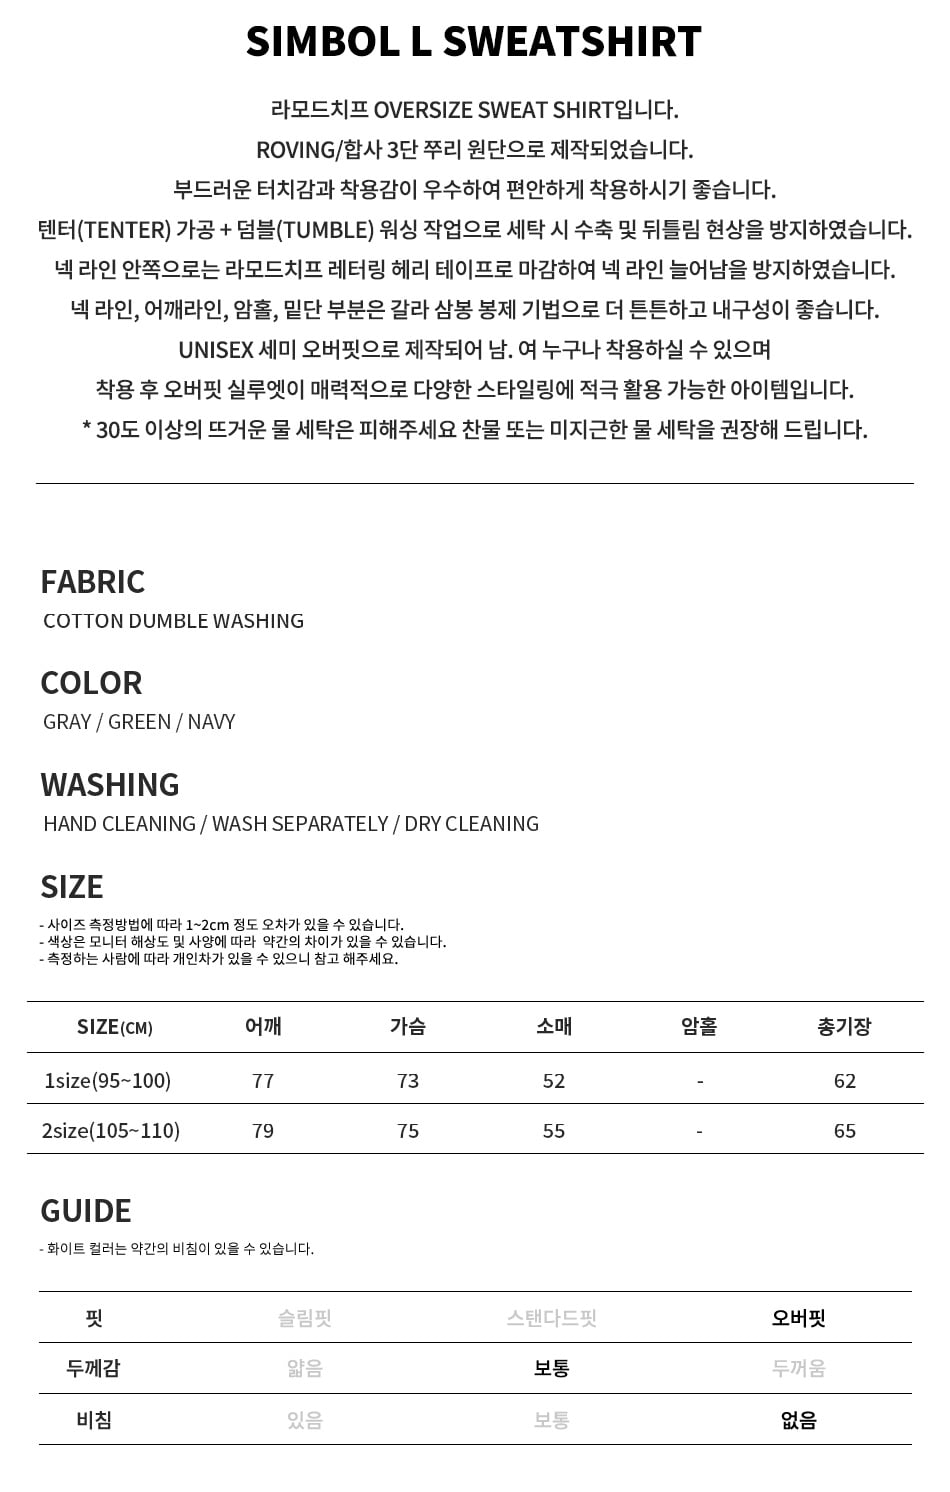 SIMBOL L SWEATSHIRT
라모드치프 OVERSIZE SWEAT SHIRT입니다.
ROVING/합사 3단 쭈리 원단으로 제작되었습니다.
부드러운 터치감과 착용감이 우수하여 편안하게 착용하시기 좋습니다.
텐터(TENTER) 가공 + 덤블(TUMBLE) 워싱 작업으로 세탁 시 수축 및 뒤틀림 현상을 방지하였습니다.
넥 라인 안쪽으로는 라모드치프 레터링 헤리 테이프로 마감하여 넥 라인 늘어남을 방지하였습니다.
넥 라인, 어깨라인, 암홀, 밑단 부분은 갈라 삼봉 봉제 기법으로 더 튼튼하고 내구성이 좋습니다.
UNISEX 세미 오버핏으로 제작되어 남. 여 누구나 착용하실 수 있으며
착용 후 오버핏 실루엣이 매력적으로 다양한 스타일링에 적극 활용 가능한 아이템입니다.
* 30도 이상의 뜨거운 물 세탁은 피해주세요 찬물 또는 미지근한 물 세탁을 권장해 드립니다.
FABRIC
COTTON DUMBLE WASHING
COLOR
GRAY / GREEN / NAVY
WASHING
HAND CLEANING / WASH SEPARATELY / DRY CLEANING
SIZE
- 사이즈 측정방법에 따라 1~2cm 정도 오차가 있을 수 있습니다.
- 색상은 모니터 해상도 및 사양에 따라 약간의 차이가 있을 수 있습니다.
- 측정하는 사람에 따라 개인차가 있을 수 있으니 참고 해주세요.
SIZE(CM) 어깨 가슴 소매 암홀 총기장
1size(95~100) 77 73 52 - 62
2size(105~110) 79 75 55 - 65
GUIDE
- 화이트 컬러는 약간의 비침이 있을 수 있습니다.
핏 슬림핏 스탠다드핏 오버핏
두께감 얇음 보통 두꺼움
비침 있음 보통 없음